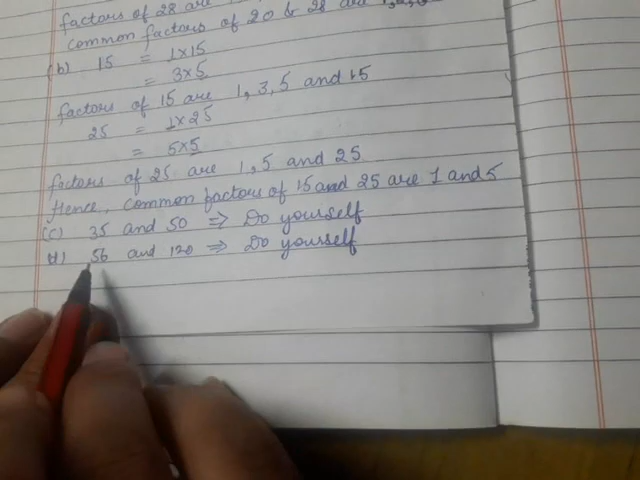 factors of 28 are
common factors of 20 & 28 are
(b) 15 = 1×15
= 3×5
factors of 15 are 1, 3, 5 and 15
25 = 1×25
= 5×5
factors of 25 are 1, 5 and 25
Hence, common factors of 15 and 25 are 1 and 5
(c) 35 and 50 ⇒ Do yourself
(d) 56 and 120 ⇒ Do yourself